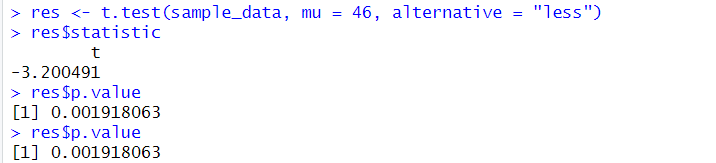 > res <- t.test(sample_data, mu = 46, alternative = "less")
> res$statistic
t
-3.200491
> res$p.value
[1] 0.001918063
> res$p.value
[1] 0.001918063